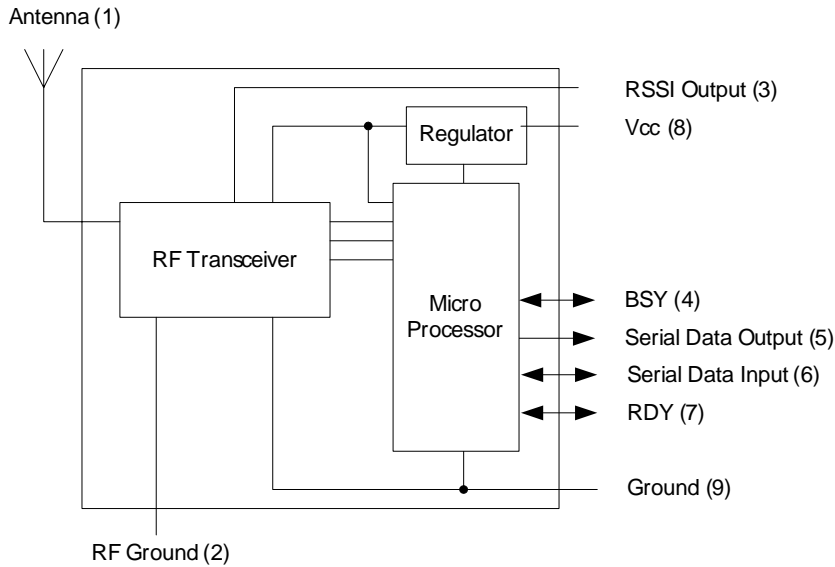 Antenna (1)
RSSI Output (3)
Regulator
Vcc (8)
RF Transceiver
Micro
Processor
BSY (4)
Serial Data Output (5)
Serial Data Input (6)
RDY (7)
Ground (9)
RF Ground (2)